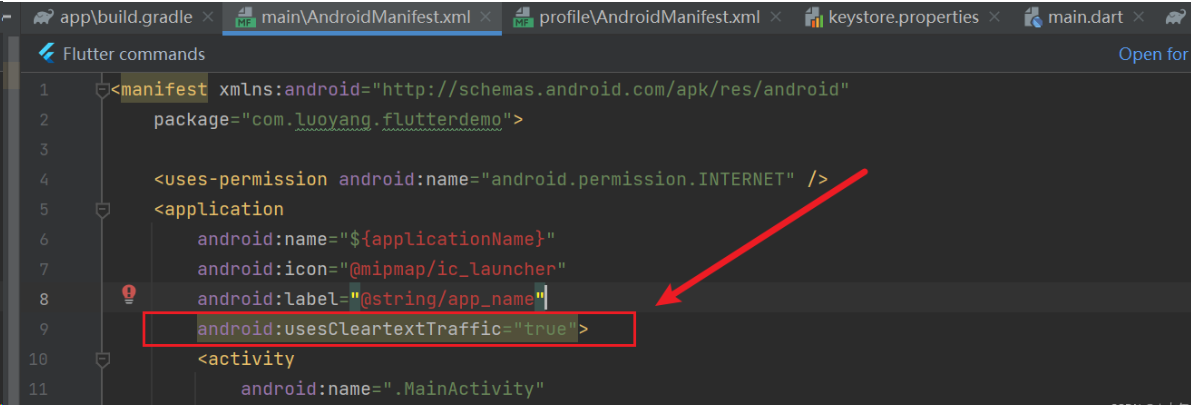 app\build.gradle main\AndroidManifest.xml profile\AndroidManifest.xml keystore.properties main.dart
Flutter commands Open for
1 <manifest xmlns:android="http://schemas.android.com/apk/res/android"
2 package="com.luoyang.flutterdemo">
3
4 <uses-permission android:name="android.permission.INTERNET" />
5 <application
6 android:name="${applicationName}"
7 android:icon="@mipmap/ic_launcher"
8 android:label="@string/app_name"
9 android:usesCleartextTraffic="true">
10 <activity
11 android:name=".MainActivity"